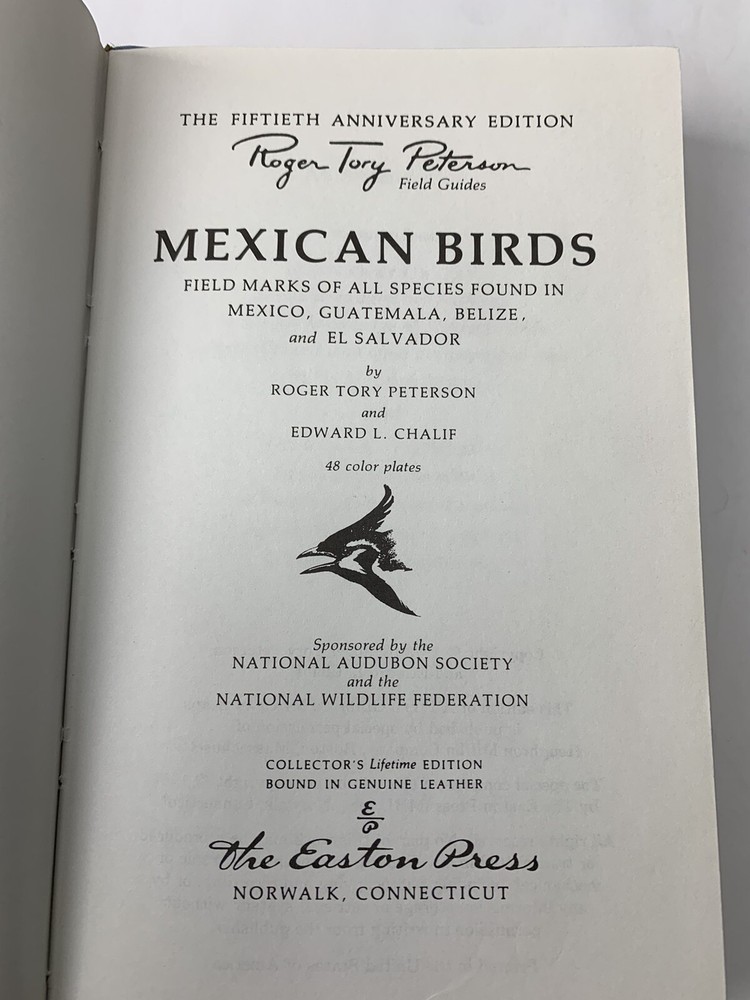 THE FIFTIETH ANNIVERSARY EDITION
Roger Tory Peterson
Field Guides
MEXICAN BIRDS
FIELD MARKS OF ALL SPECIES FOUND IN
MEXICO, GUATEMALA, BELIZE,
and EL SALVADOR
by
ROGER TORY PETERSON
and
EDWARD L. CHALIF
48 color plates
Sponsored by the
NATIONAL AUDUBON SOCIETY
and the
NATIONAL WILDLIFE FEDERATION
COLLECTOR'S Lifetime EDITION
BOUND IN GENUINE LEATHER
E
P
The Easton Press
NORWALK, CONNECTICUT